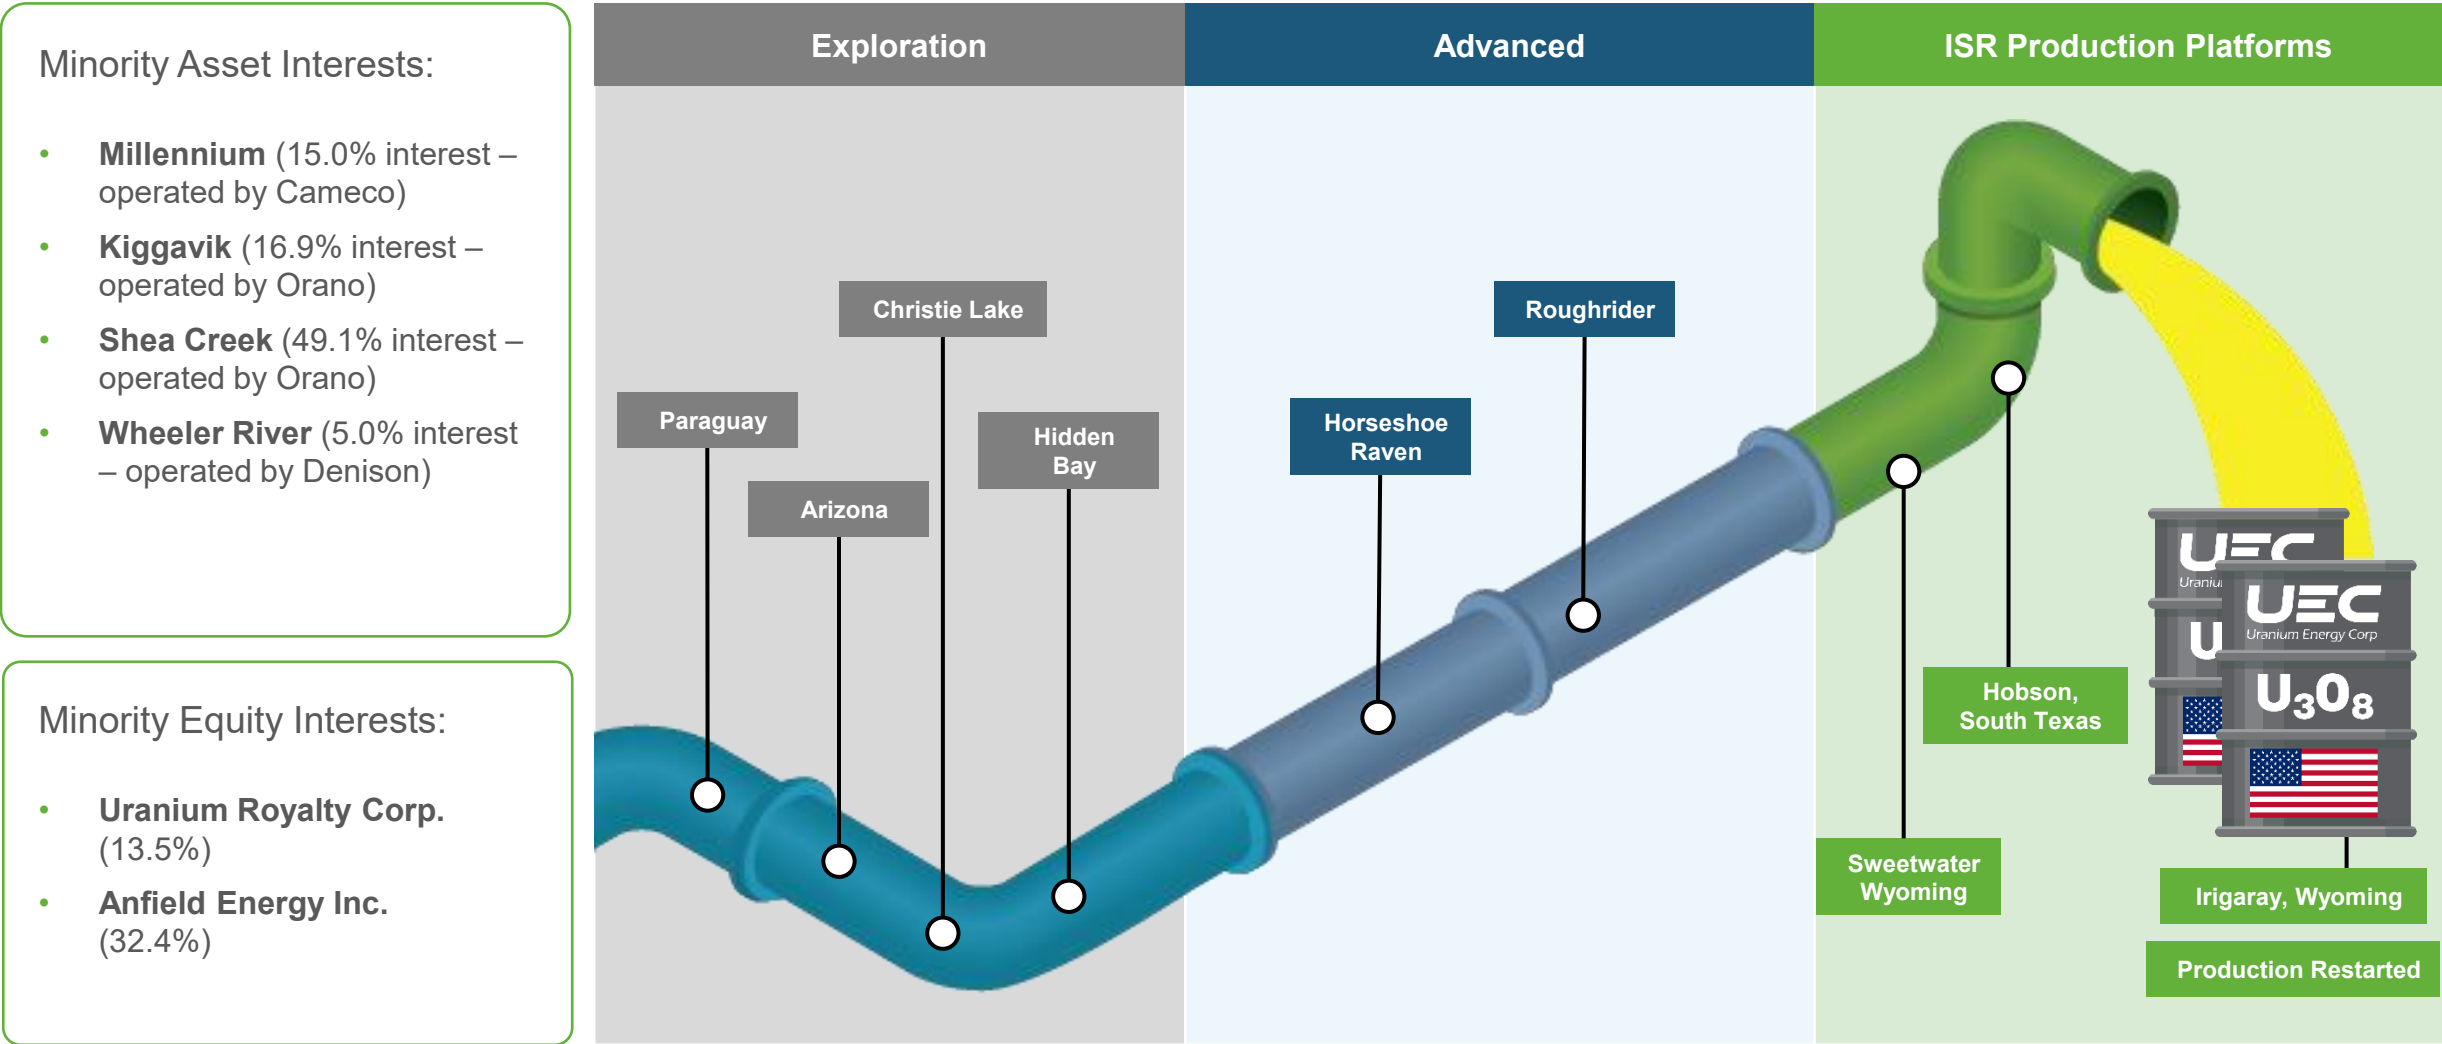 Minority Asset Interests:
• Millennium (15.0% interest –
operated by Cameco)
• Kiggavik (16.9% interest –
operated by Orano)
• Shea Creek (49.1% interest –
operated by Orano)
• Wheeler River (5.0% interest
– operated by Denison)
Minority Equity Interests:
• Uranium Royalty Corp.
(13.5%)
• Anfield Energy Inc.
(32.4%)
Exploration
Advanced
ISR Production Platforms
Paraguay
Arizona
Christie Lake
Hidden
Bay
Horseshoe
Raven
Roughrider
Sweetwater
Wyoming
Hobson,
South Texas
UEC
Uraniu
U
UEC
Uranium Energy Corp
U3O8
Irigaray, Wyoming
Production Restarted